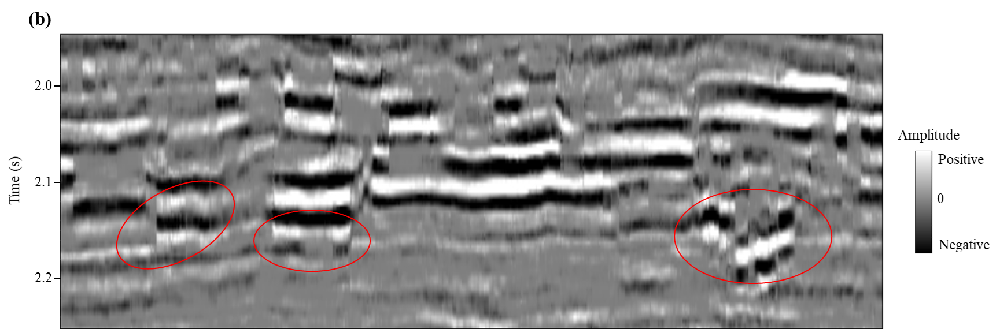 (b)
Time (s)
2.0
2.1
2.2
Amplitude
Positive
0
Negative